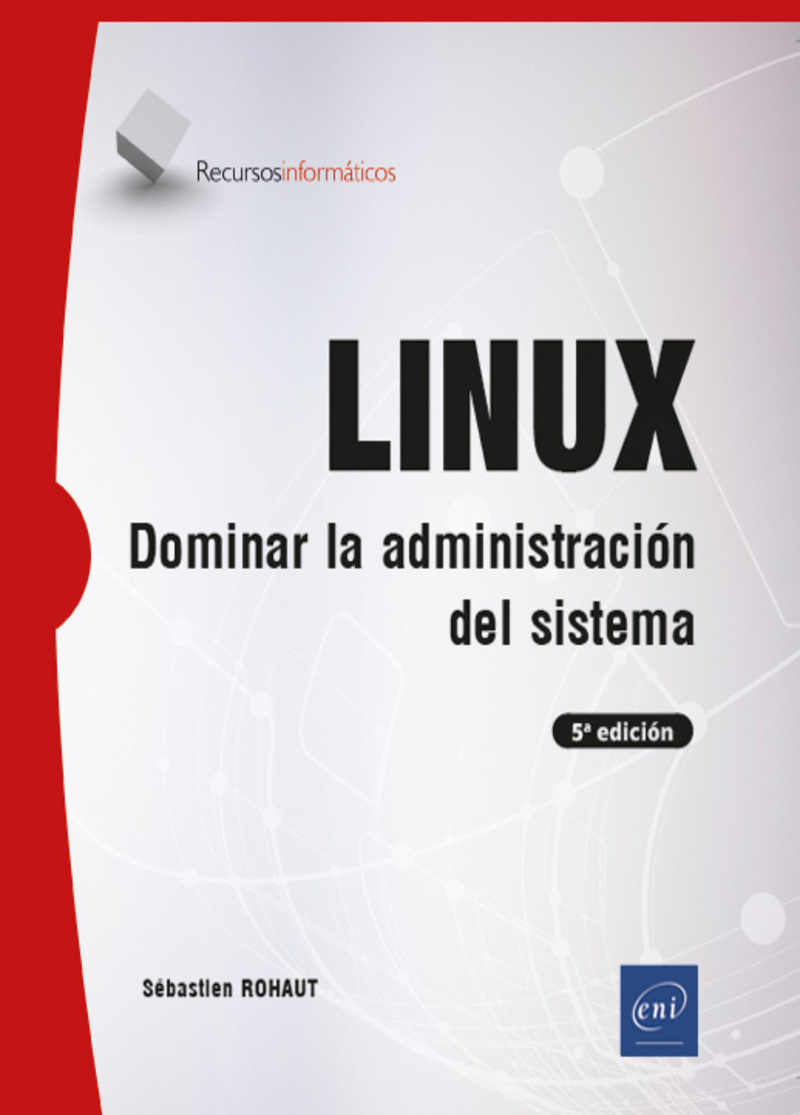 Recursosinformáticos
LINUX
Dominar la administración
del sistema
5ª edición
Sébastien ROHAUT
eni